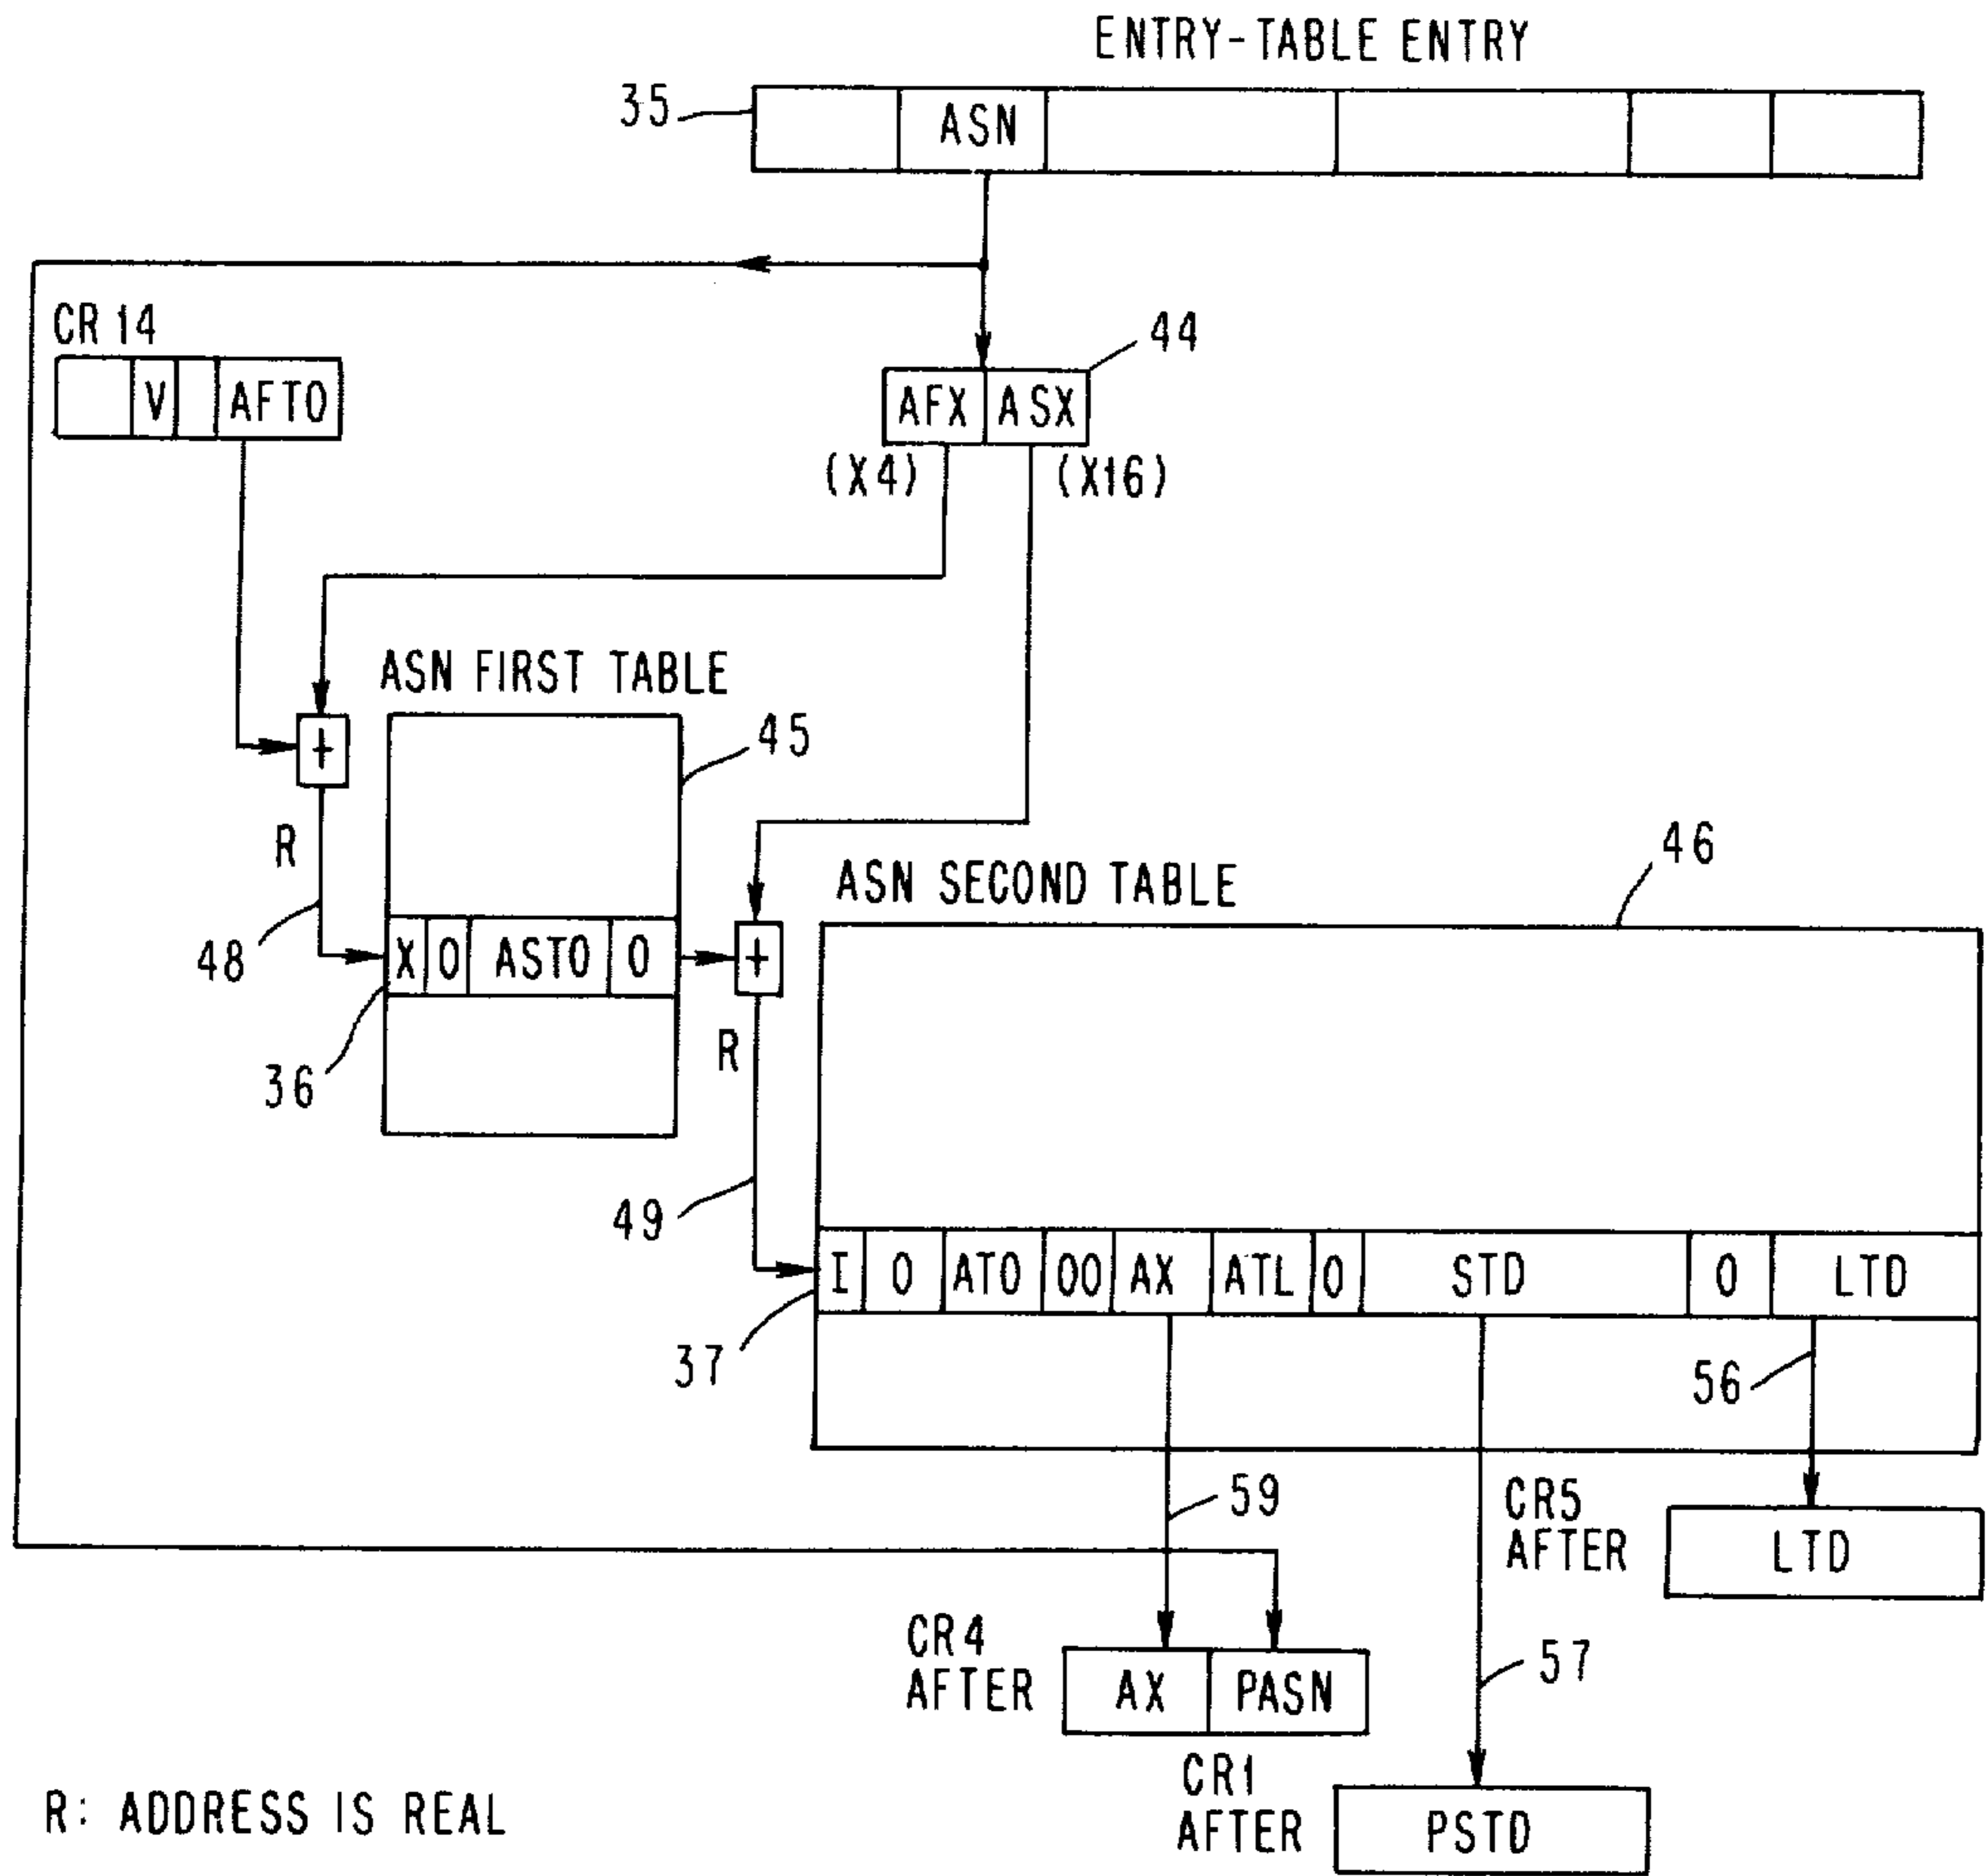 ENTRY-TABLE ENTRY
35
ASN
CR 14
V AFTO
44
AFX ASX
(X4) (X16)
ASN FIRST TABLE
+
45
R
48
ASN SECOND TABLE
46
X 0 ASTO 0
+
36
R
49
I 0 ATO 00 AX ATL 0 STD 0 LTD
37
56
59
CR5
AFTER
LTD
CR4
AFTER
AX PASN
57
CR1
AFTER
PSTD
R: ADDRESS IS REAL